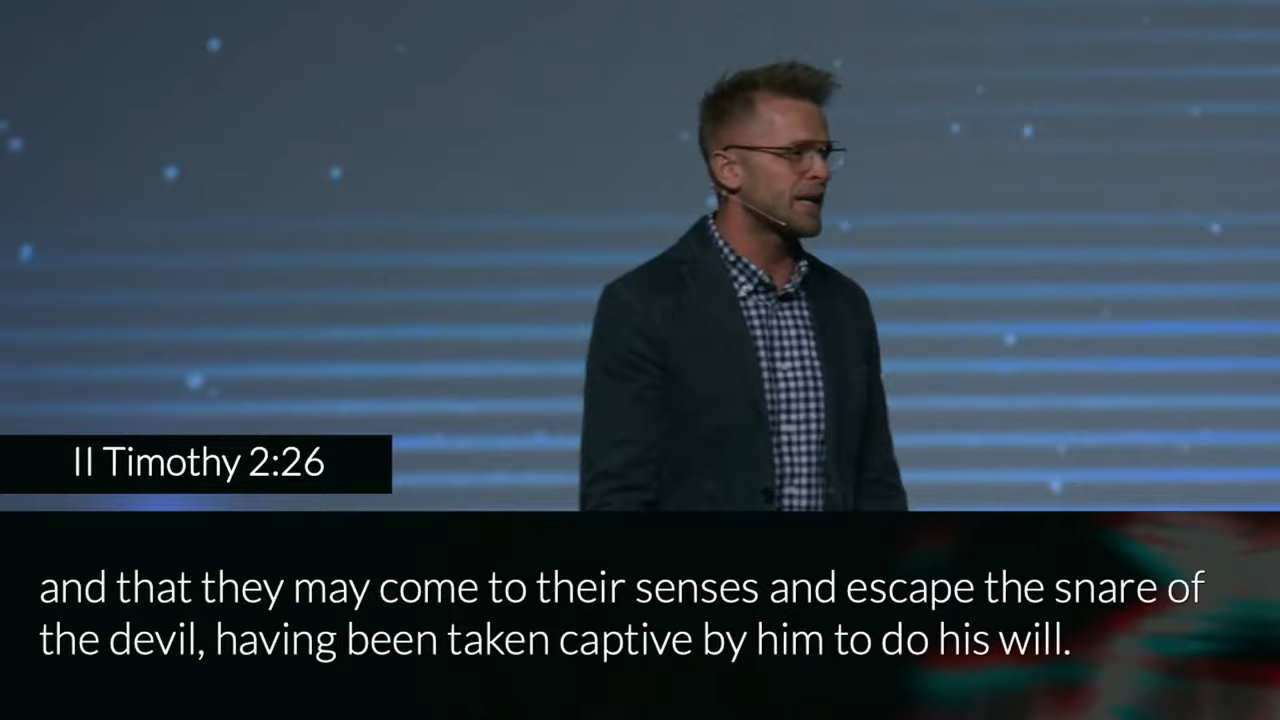 II Timothy 2:26
and that they may come to their senses and escape the snare of
the devil, having been taken captive by him to do his will.